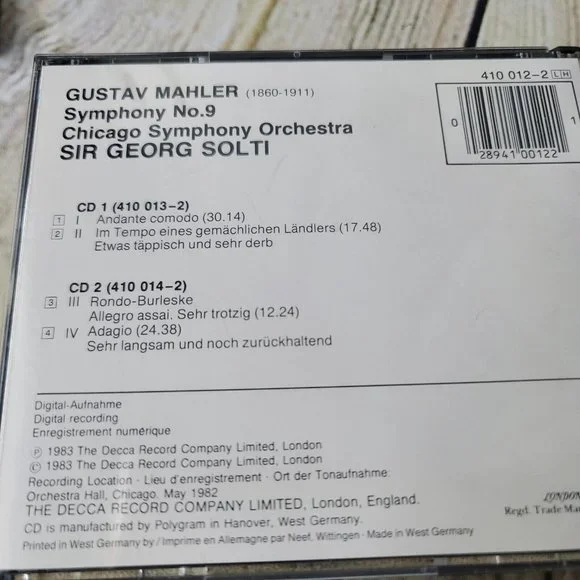 410 012-2 LH
GUSTAV MAHLER (1860-1911)
Symphony No.9
Chicago Symphony Orchestra
SIR GEORG SOLTI
0 28941 00122 1
CD 1 (410 013-2)
1 I Andante comodo (30.14)
2 II Im Tempo eines gemächlichen Ländlers (17.48)
Etwas täppisch und sehr derb
CD 2 (410 014-2)
3 III Rondo-Burleske
Allegro assai. Sehr trotzig (12.24)
4 IV Adagio (24.38)
Sehr langsam und noch zurückhaltend
Digital-Aufnahme
Digital recording
Enregistrement numérique
℗ 1983 The Decca Record Company Limited, London
© 1983 The Decca Record Company Limited, London
Recording Location · Lieu d'enregistrement · Ort der Tonaufnahme:
Orchestra Hall, Chicago. May 1982
THE DECCA RECORD COMPANY LIMITED, London, England.
CD is manufactured by Polygram in Hanover, West Germany.
Printed in West Germany by / Imprimé en Allemagne par Neef. Wittingen · Made in West Germany
LONDON
Regd. Trade Ma